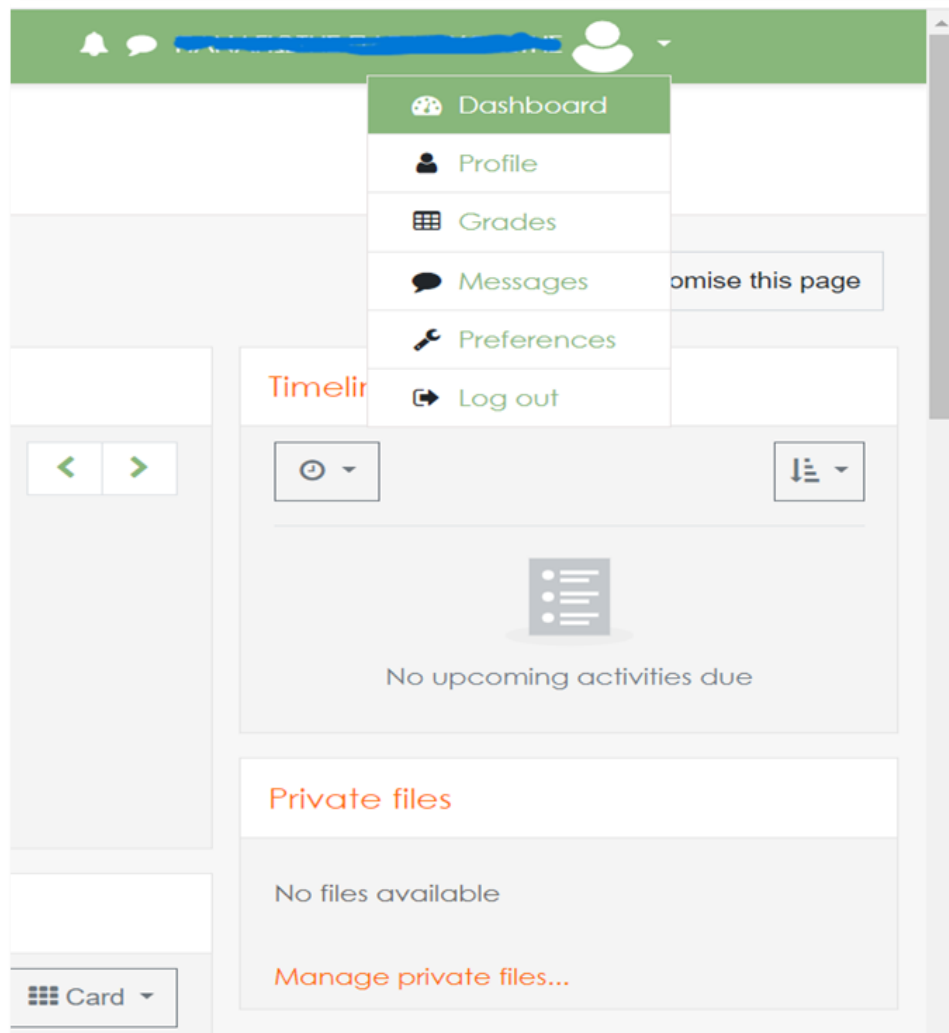 Dashboard
Profile
Grades
Messages
omise this page
Preferences
Timelin
Log out
No upcoming activities due
Private files
No files available
Manage private files...
Card